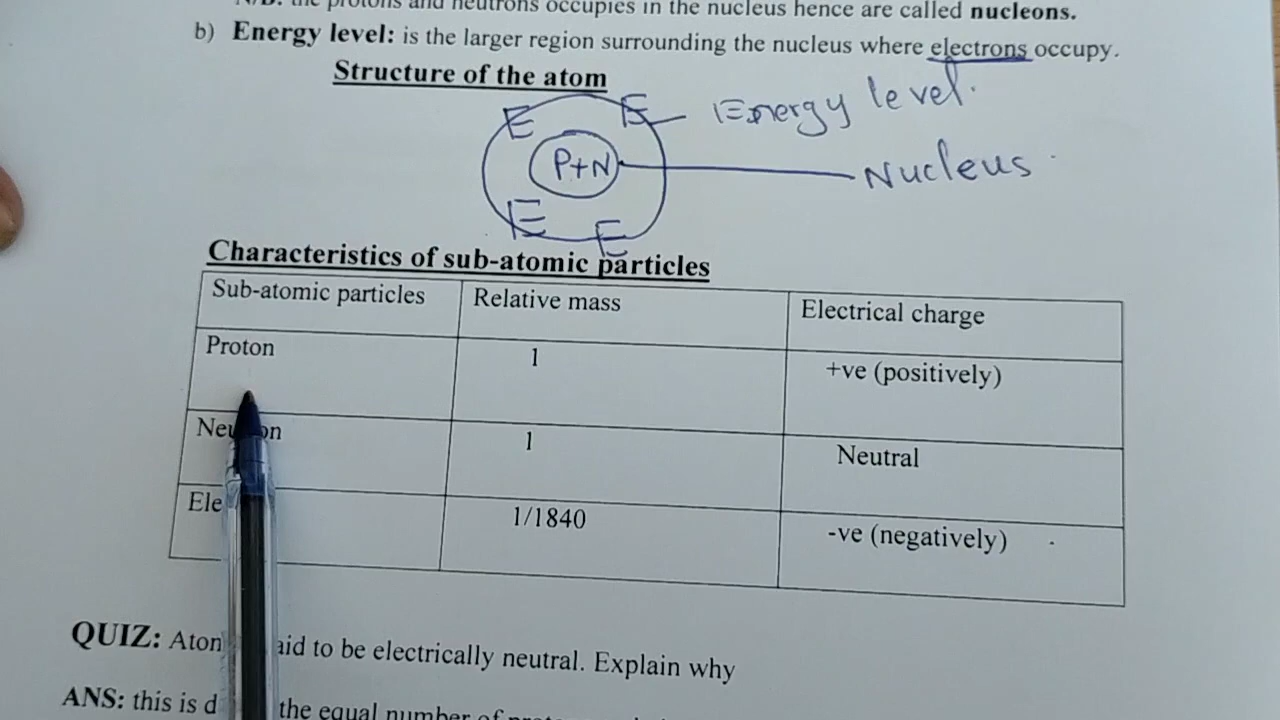 the protons and neutrons occupies in the nucleus hence are called nucleons.
b) Energy level: is the larger region surrounding the nucleus where electrons occupy.
Structure of the atom
E E Energy level.
P+N Nucleus
E E
Characteristics of sub-atomic particles
Sub-atomic particles Relative mass Electrical charge
Proton 1 +ve (positively)
1 Neutral
1/1840 -ve (negatively)
QUIZ: to be electrically neutral. Explain why
ANS: this is the equal number of